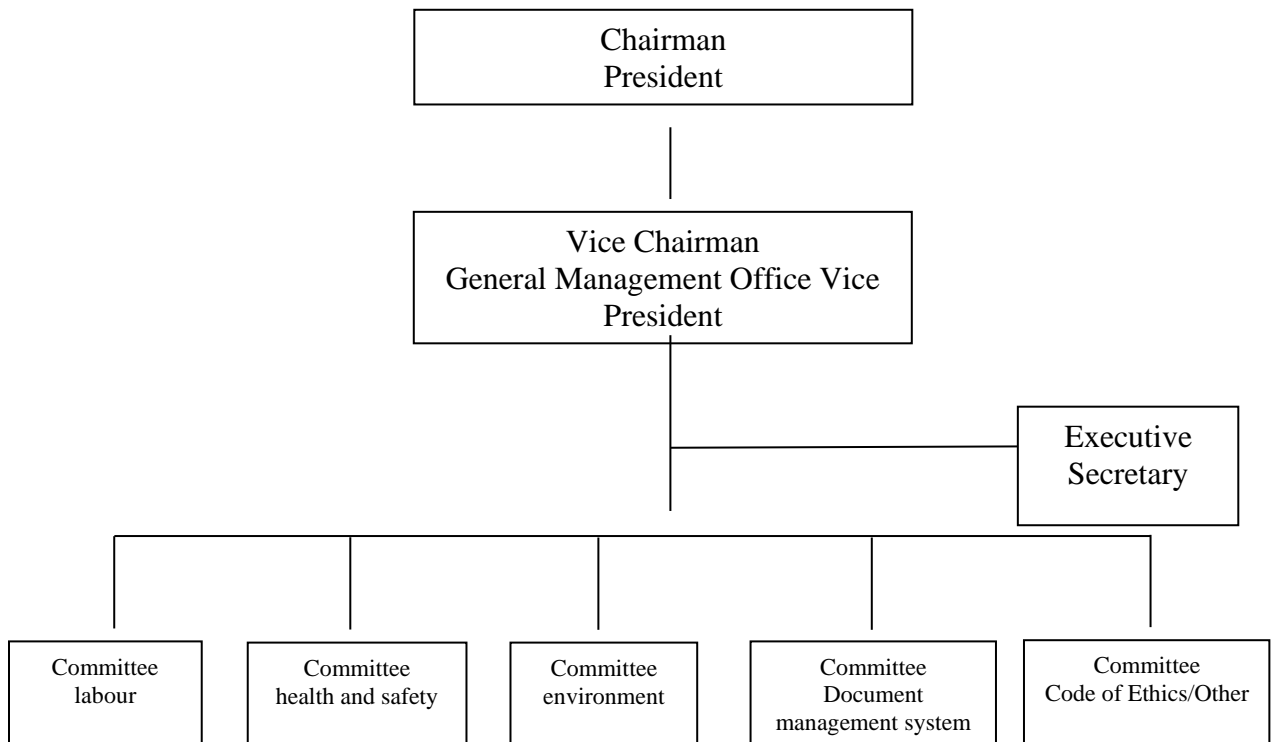 Chairman
President
Vice Chairman
General Management Office Vice
President
Executive
Secretary
Committee
labour
Committee
health and safety
Committee
environment
Committee
Document
management system
Committee
Code of Ethics/Other